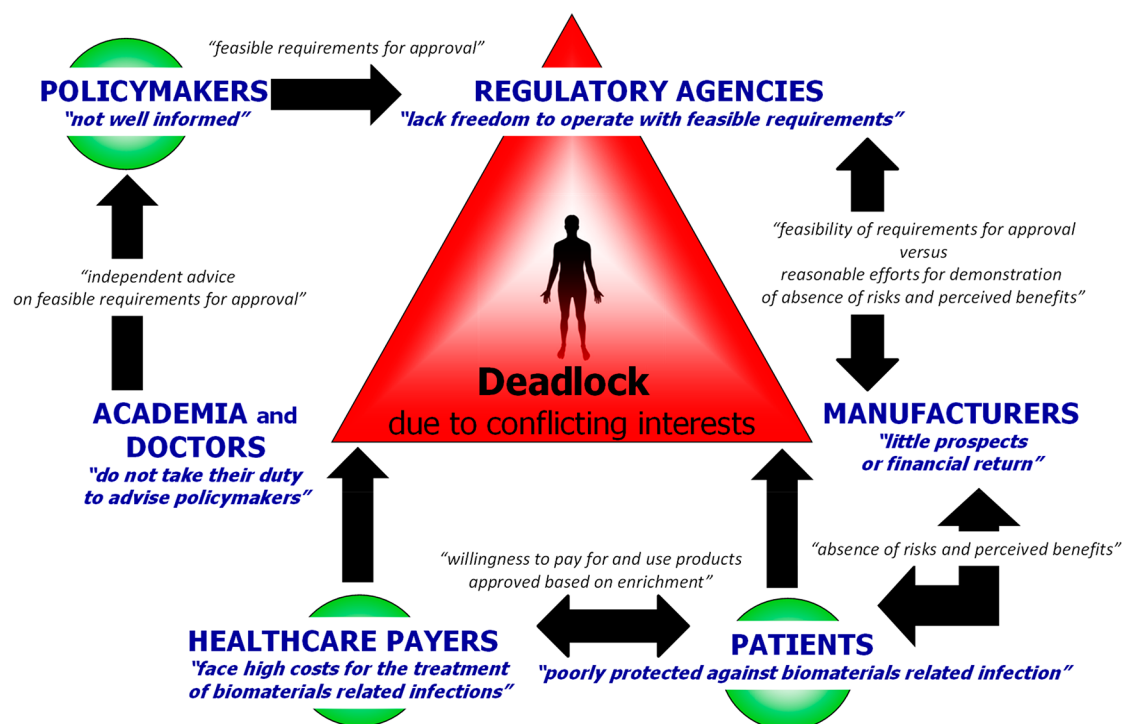 “feasible requirements for approval”
POLICYMAKERS
“not well informed”
REGULATORY AGENCIES
“lack freedom to operate with feasible requirements”
“feasibility of requirements for approval
versus
reasonable efforts for demonstration
of absence of risks and perceived benefits”
“independent advice
on feasible requirements for approval”
Deadlock
due to conflicting interests
ACADEMIA and
DOCTORS
“do not take their duty
to advise policymakers”
MANUFACTURERS
“little prospects
or financial return”
“willingness to pay for and use products
approved based on enrichment”
“absence of risks and perceived benefits”
HEALTHCARE PAYERS
“face high costs for the treatment
of biomaterials related infections”
PATIENTS
“poorly protected against biomaterials related infection”